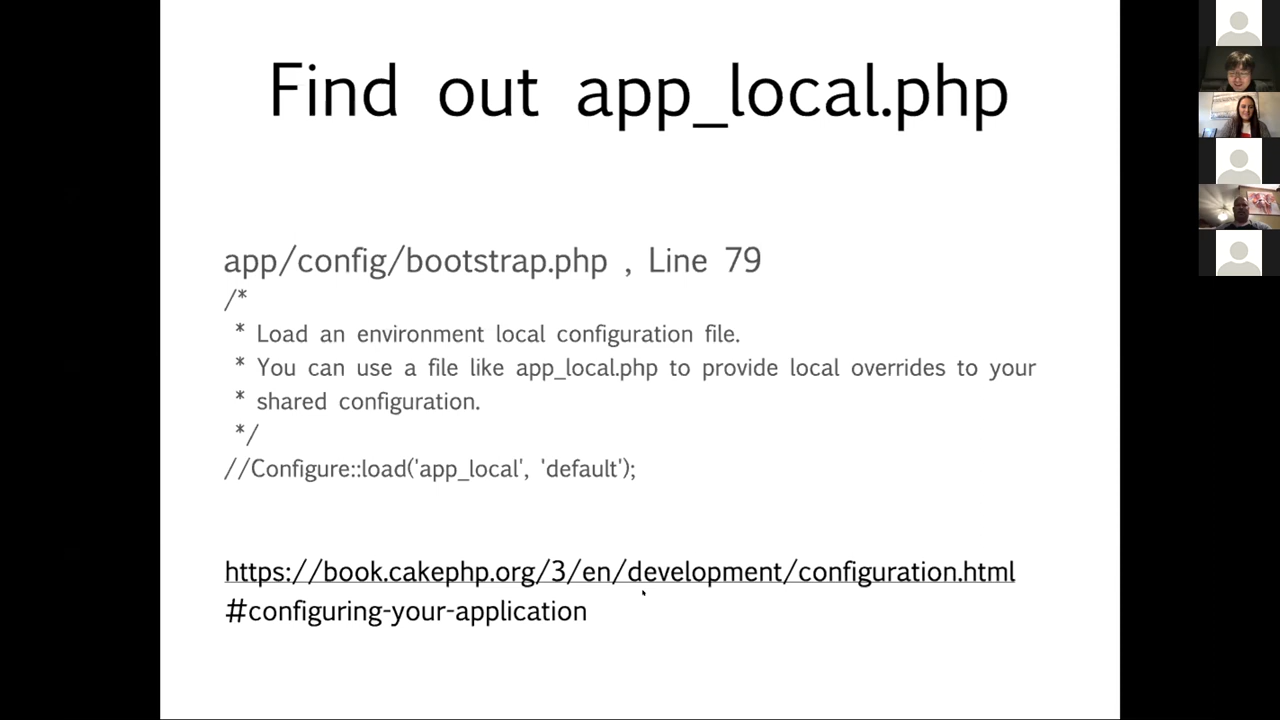 Find out app_local.php
app/config/bootstrap.php , Line 79
/*
* Load an environment local configuration file.
* You can use a file like app_local.php to provide local overrides to your
* shared configuration.
*/
//Configure::load('app_local', 'default');
https://book.cakephp.org/3/en/development/configuration.html
#configuring-your-application